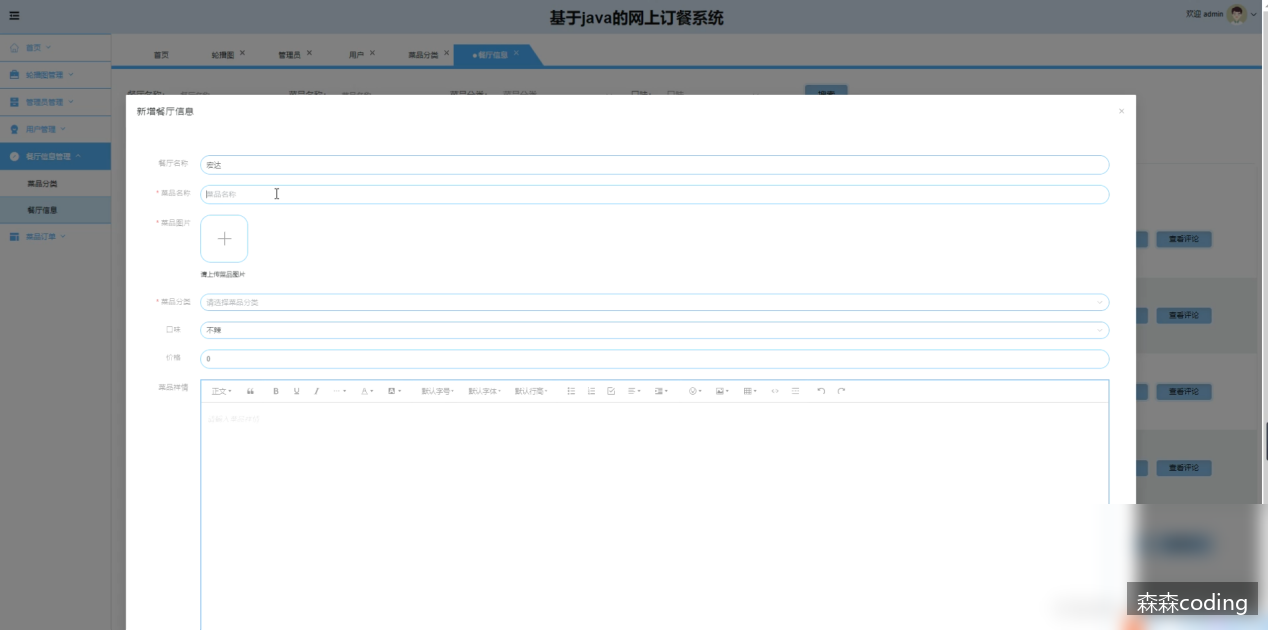 基于java的网上订餐系统
欢迎 admin
首页
轮播图
管理员
用户
菜品分类
餐厅信息
首页
轮播图管理
管理员管理
用户管理
餐厅信息管理
菜品分类
餐厅信息
菜品订单
新增餐厅信息
×
餐厅名称
宏达
* 菜品名称
菜品名称
* 菜品图片
请上传菜品图片
* 菜品分类
请选择菜品分类
口味
不辣
价格
0
菜品详情
正文
B U I
默认字号 默认字体 默认行高
查看评论
查看评论
查看评论
查看评论
森森coding